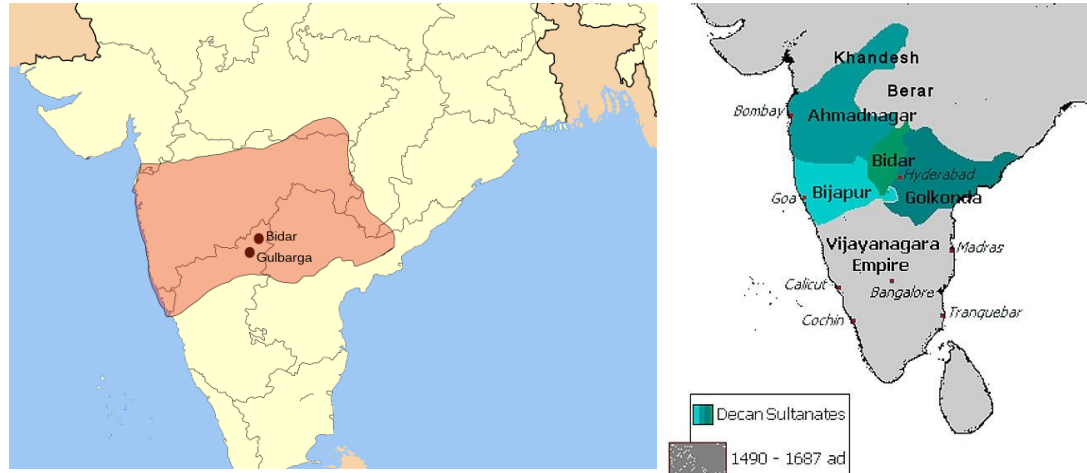 Bidar
Gulbarga
Khandesh
Berar
Bombay
Ahmadnagar
Bidar
Hyderabad
Goa
Bijapur
Golkonda
Vijayanagara
Empire
Madras
Calicut
Bangalore
Cochin
Tranquebar
Decan Sultanates
1490 - 1687 ad